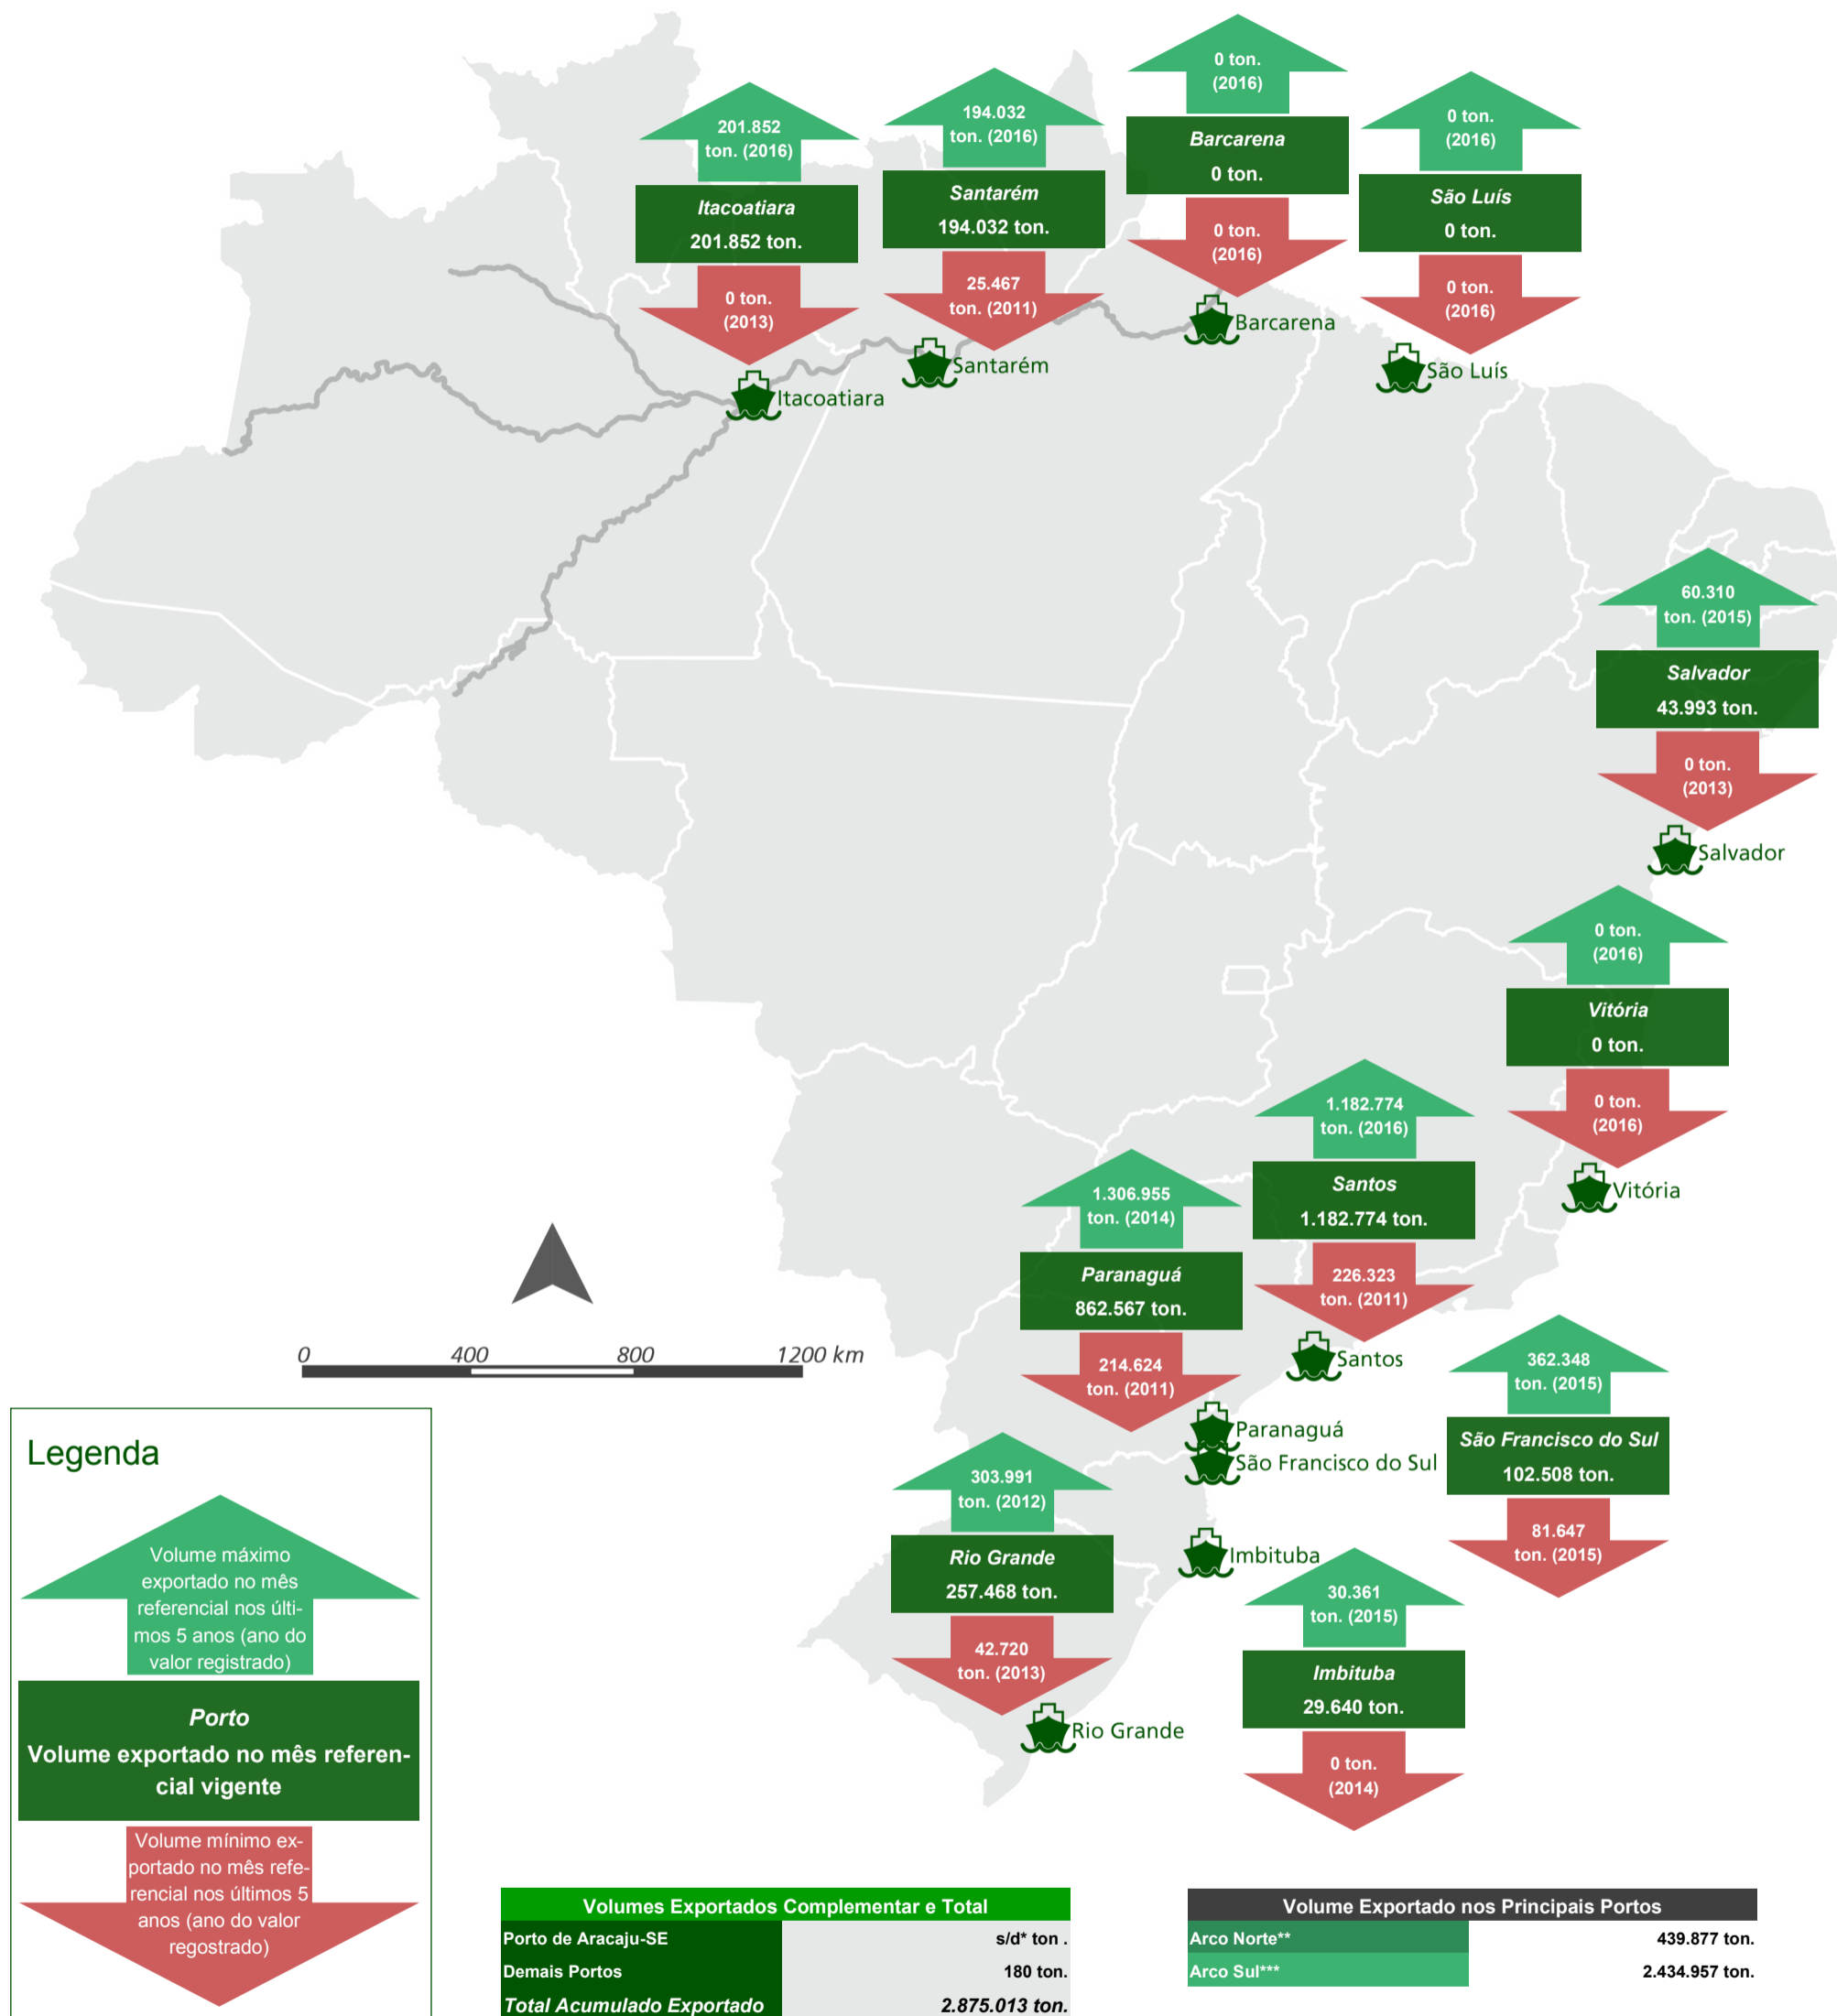 0 ton.
(2016)
Barcarena
0 ton.
0 ton.
(2016)
194.032
ton. (2016)
Santarém
194.032 ton.
25.467
ton. (2011)
0 ton.
(2016)
São Luís
0 ton.
0 ton.
(2016)
201.852
ton. (2016)
Itacoatiara
201.852 ton.
0 ton.
(2013)
Barcarena
Santarém
São Luís
Itacoatiara
60.310
ton. (2015)
Salvador
43.993 ton.
0 ton.
(2013)
Salvador
0 ton.
(2016)
Vitória
0 ton.
0 ton.
(2016)
Vitória
1.182.774
ton. (2016)
Santos
1.182.774 ton.
226.323
ton. (2011)
Santos
1.306.955
ton. (2014)
Paranaguá
862.567 ton.
214.624
ton. (2011)
Paranaguá
São Francisco do Sul
362.348
ton. (2015)
São Francisco do Sul
102.508 ton.
81.647
ton. (2015)
303.991
ton. (2012)
Rio Grande
257.468 ton.
42.720
ton. (2013)
Rio Grande
Imbituba
30.361
ton. (2015)
Imbituba
29.640 ton.
0 ton.
(2014)
0 400 800 1200 km
Legenda
Volume máximo
exportado no mês
referencial nos últi-
mos 5 anos (ano do
valor registrado)
Porto
Volume exportado no mês referen-
cial vigente
Volume mínimo ex-
portado no mês refe-
rencial nos últimos 5
anos (ano do valor
regostrado)
Volumes Exportados Complementar e Total
Porto de Aracaju-SE s/d* ton .
Demais Portos 180 ton.
Total Acumulado Exportado 2.875.013 ton.
Volume Exportado nos Principais Portos
Arco Norte** 439.877 ton.
Arco Sul*** 2.434.957 ton.